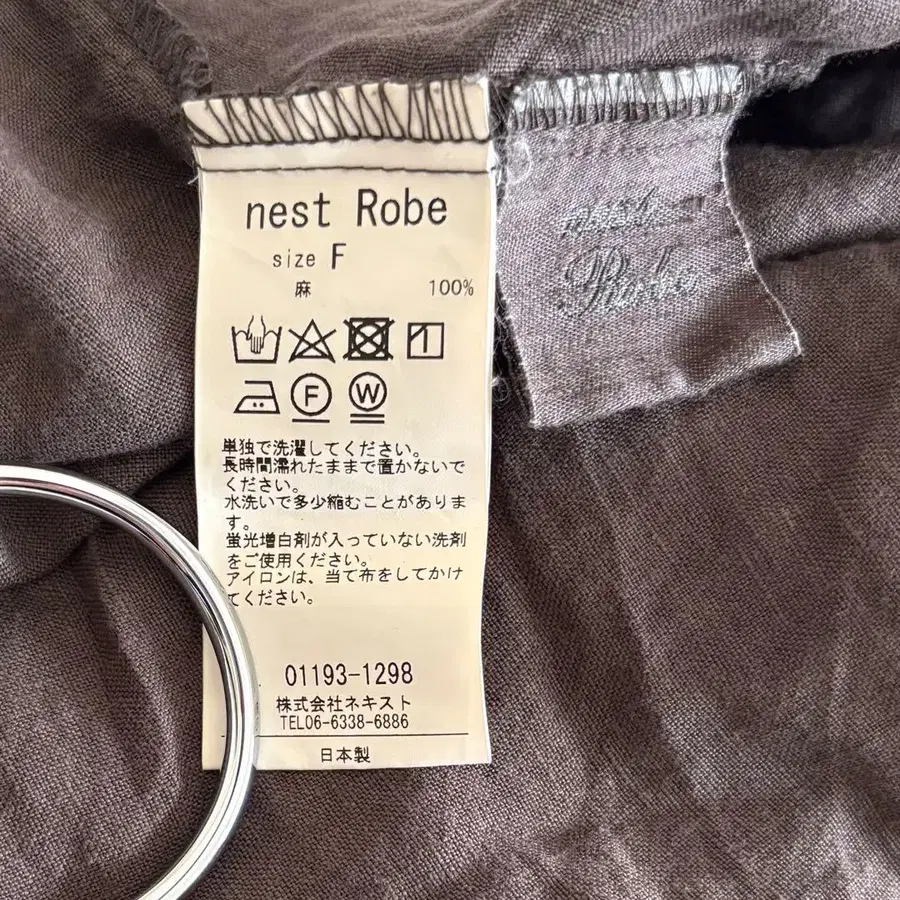 nest Robe
size F
麻 100%
F W
単独で洗濯してください。
長時間濡れたままで置かないで
ください。
水洗いで多少縮むことがありま
す。
蛍光増白剤が入っていない洗剤
をご使用ください。
アイロンは、当て布をしてかけ
てください。
01193-1298
株式会社ネキスト
TEL06-6338-6886
日本製
nest
Robe